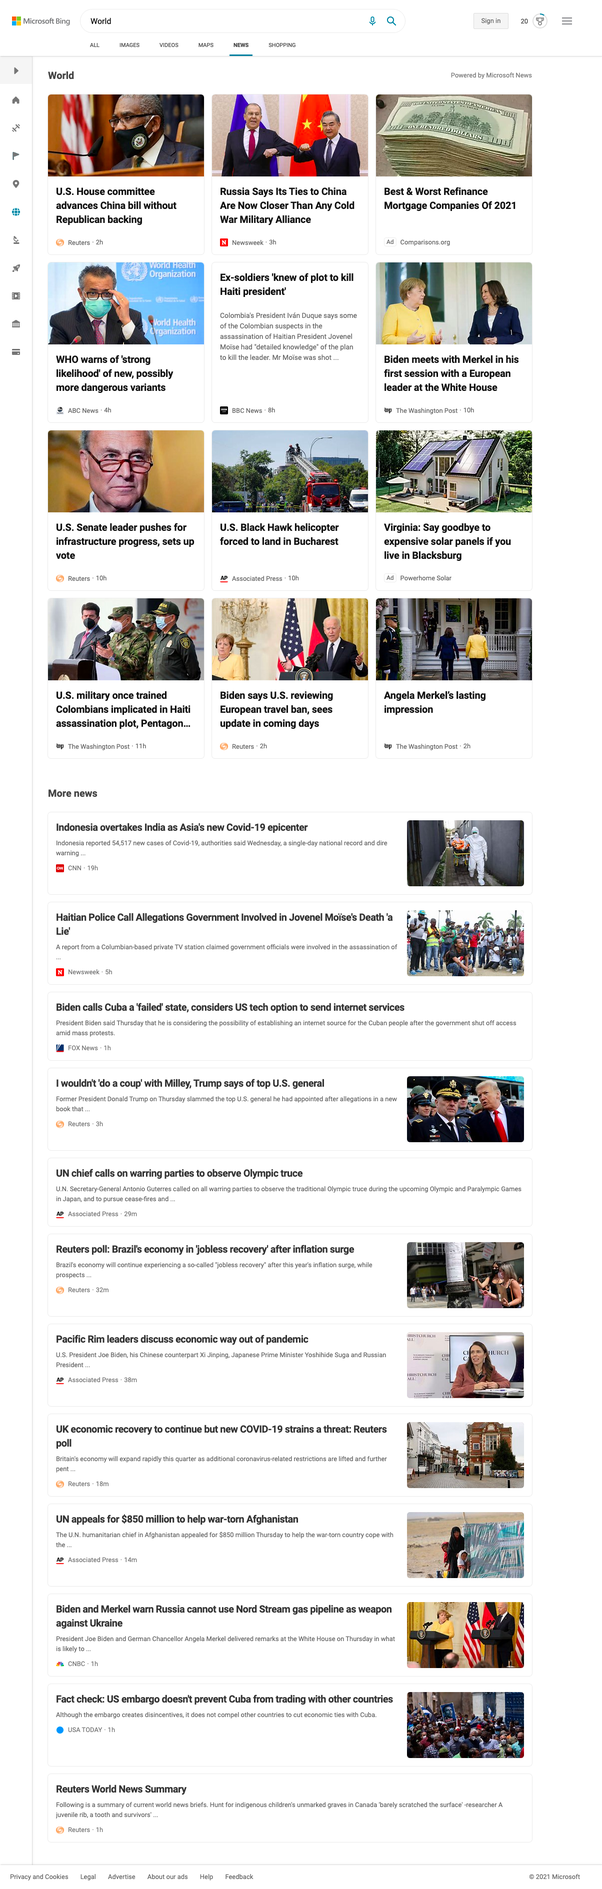 Microsoft Bing
World
Sign in
20
ALL IMAGES VIDEOS MAPS NEWS SHOPPING
World
Powered by Microsoft News
U.S. House committee
advances China bill without
Republican backing
Reuters · 2h
Russia Says Its Ties to China
Are Now Closer Than Any Cold
War Military Alliance
Newsweek · 3h
Best & Worst Refinance
Mortgage Companies Of 2021
Ad Comparisons.org
World Health
Organization
WHO warns of 'strong
likelihood' of new, possibly
more dangerous variants
ABC News · 4h
Ex-soldiers 'knew of plot to kill
Haiti president'
Colombia's President Iván Duque says some
of the Colombian suspects in the
assassination of Haitian President Jovenel
Moïse had "detailed knowledge" of the plan
to kill the leader. Mr Moïse was shot ...
BBC News · 8h
Biden meets with Merkel in his
first session with a European
leader at the White House
The Washington Post · 10h
U.S. Senate leader pushes for
infrastructure progress, sets up
vote
Reuters · 10h
U.S. Black Hawk helicopter
forced to land in Bucharest
Associated Press · 10h
Virginia: Say goodbye to
expensive solar panels if you
live in Blacksburg
Ad Powerhome Solar
U.S. military once trained
Colombians implicated in Haiti
assassination plot, Pentagon...
The Washington Post · 11h
Biden says U.S. reviewing
European travel ban, sees
update in coming days
Reuters · 2h
Angela Merkel's lasting
impression
The Washington Post · 2h
More news
Indonesia overtakes India as Asia's new Covid-19 epicenter
Indonesia reported 54,517 new cases of Covid-19, authorities said Wednesday, a single-day national record and dire
warning ...
CNN · 19h
Haitian Police Call Allegations Government Involved in Jovenel Moïse's Death 'a
Lie'
A report from a Columbian-based private TV station claimed government officials were involved in the assassination of
...
Newsweek · 5h
Biden calls Cuba a 'failed' state, considers US tech option to send internet services
President Biden said Thursday that he is considering the possibility of establishing an internet source for the Cuban people after the government shut off access
amid mass protests.
FOX News · 1h
I wouldn't 'do a coup' with Milley, Trump says of top U.S. general
Former President Donald Trump on Thursday slammed the top U.S. general he had appointed after allegations in a new
book that ...
Reuters · 3h
UN chief calls on warring parties to observe Olympic truce
U.N. Secretary-General Antonio Guterres called on all warring parties to observe the traditional Olympic truce during the upcoming Olympic and Paralympic Games
in Japan, and to pursue cease-fires and ...
Associated Press · 29m
Reuters poll: Brazil's economy in 'jobless recovery' after inflation surge
Brazil's economy will continue experiencing a so-called "jobless recovery" after this year's inflation surge, while
prospects ...
Reuters · 32m
Pacific Rim leaders discuss economic way out of pandemic
U.S. President Joe Biden, his Chinese counterpart Xi Jinping, Japanese Prime Minister Yoshihide Suga and Russian
President ...
Associated Press · 38m
UK economic recovery to continue but new COVID-19 strains a threat: Reuters
poll
Britain's economy will expand rapidly this quarter as additional coronavirus-related restrictions are lifted and further
pent ...
Reuters · 18m
UN appeals for $850 million to help war-torn Afghanistan
The U.N. humanitarian chief in Afghanistan appealed for $850 million Thursday to help the war-torn country cope with
the ...
Associated Press · 14m
Biden and Merkel warn Russia cannot use Nord Stream gas pipeline as weapon
against Ukraine
President Joe Biden and German Chancellor Angela Merkel delivered remarks at the White House on Thursday in what
is likely to ...
CNBC · 1h
Fact check: US embargo doesn't prevent Cuba from trading with other countries
Although the embargo creates disincentives, it does not compel other countries to cut economic ties with Cuba.
USA TODAY · 1h
Reuters World News Summary
Following is a summary of current world news briefs. Hunt for indigenous children's unmarked graves in Canada 'barely scratched the surface' -researcher A
juvenile rib, a tooth and survivors' ...
Reuters · 1h
Privacy and Cookies Legal Advertise About our ads Help Feedback
© 2021 Microsoft